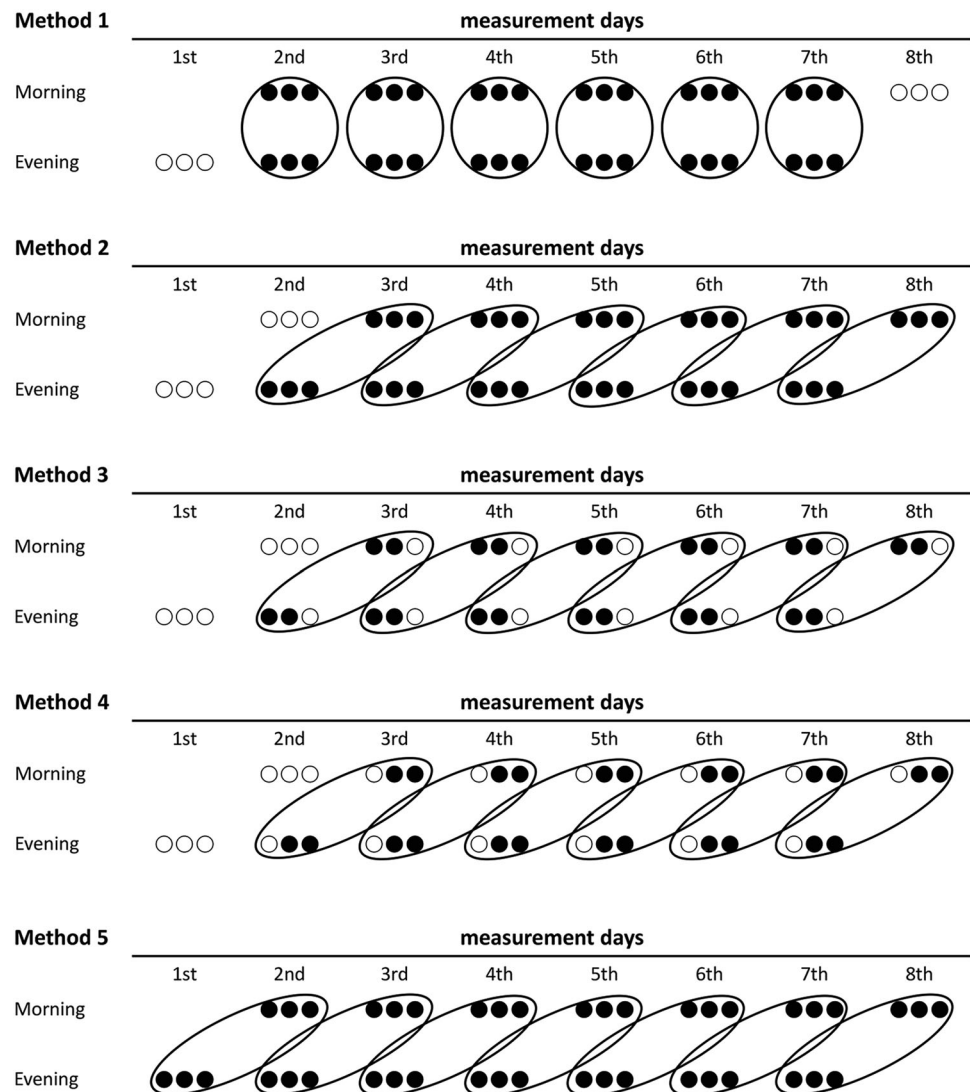 Method 1 measurement days
1st 2nd 3rd 4th 5th 6th 7th 8th
Morning
Evening
Method 2 measurement days
1st 2nd 3rd 4th 5th 6th 7th 8th
Morning
Evening
Method 3 measurement days
1st 2nd 3rd 4th 5th 6th 7th 8th
Morning
Evening
Method 4 measurement days
1st 2nd 3rd 4th 5th 6th 7th 8th
Morning
Evening
Method 5 measurement days
1st 2nd 3rd 4th 5th 6th 7th 8th
Morning
Evening